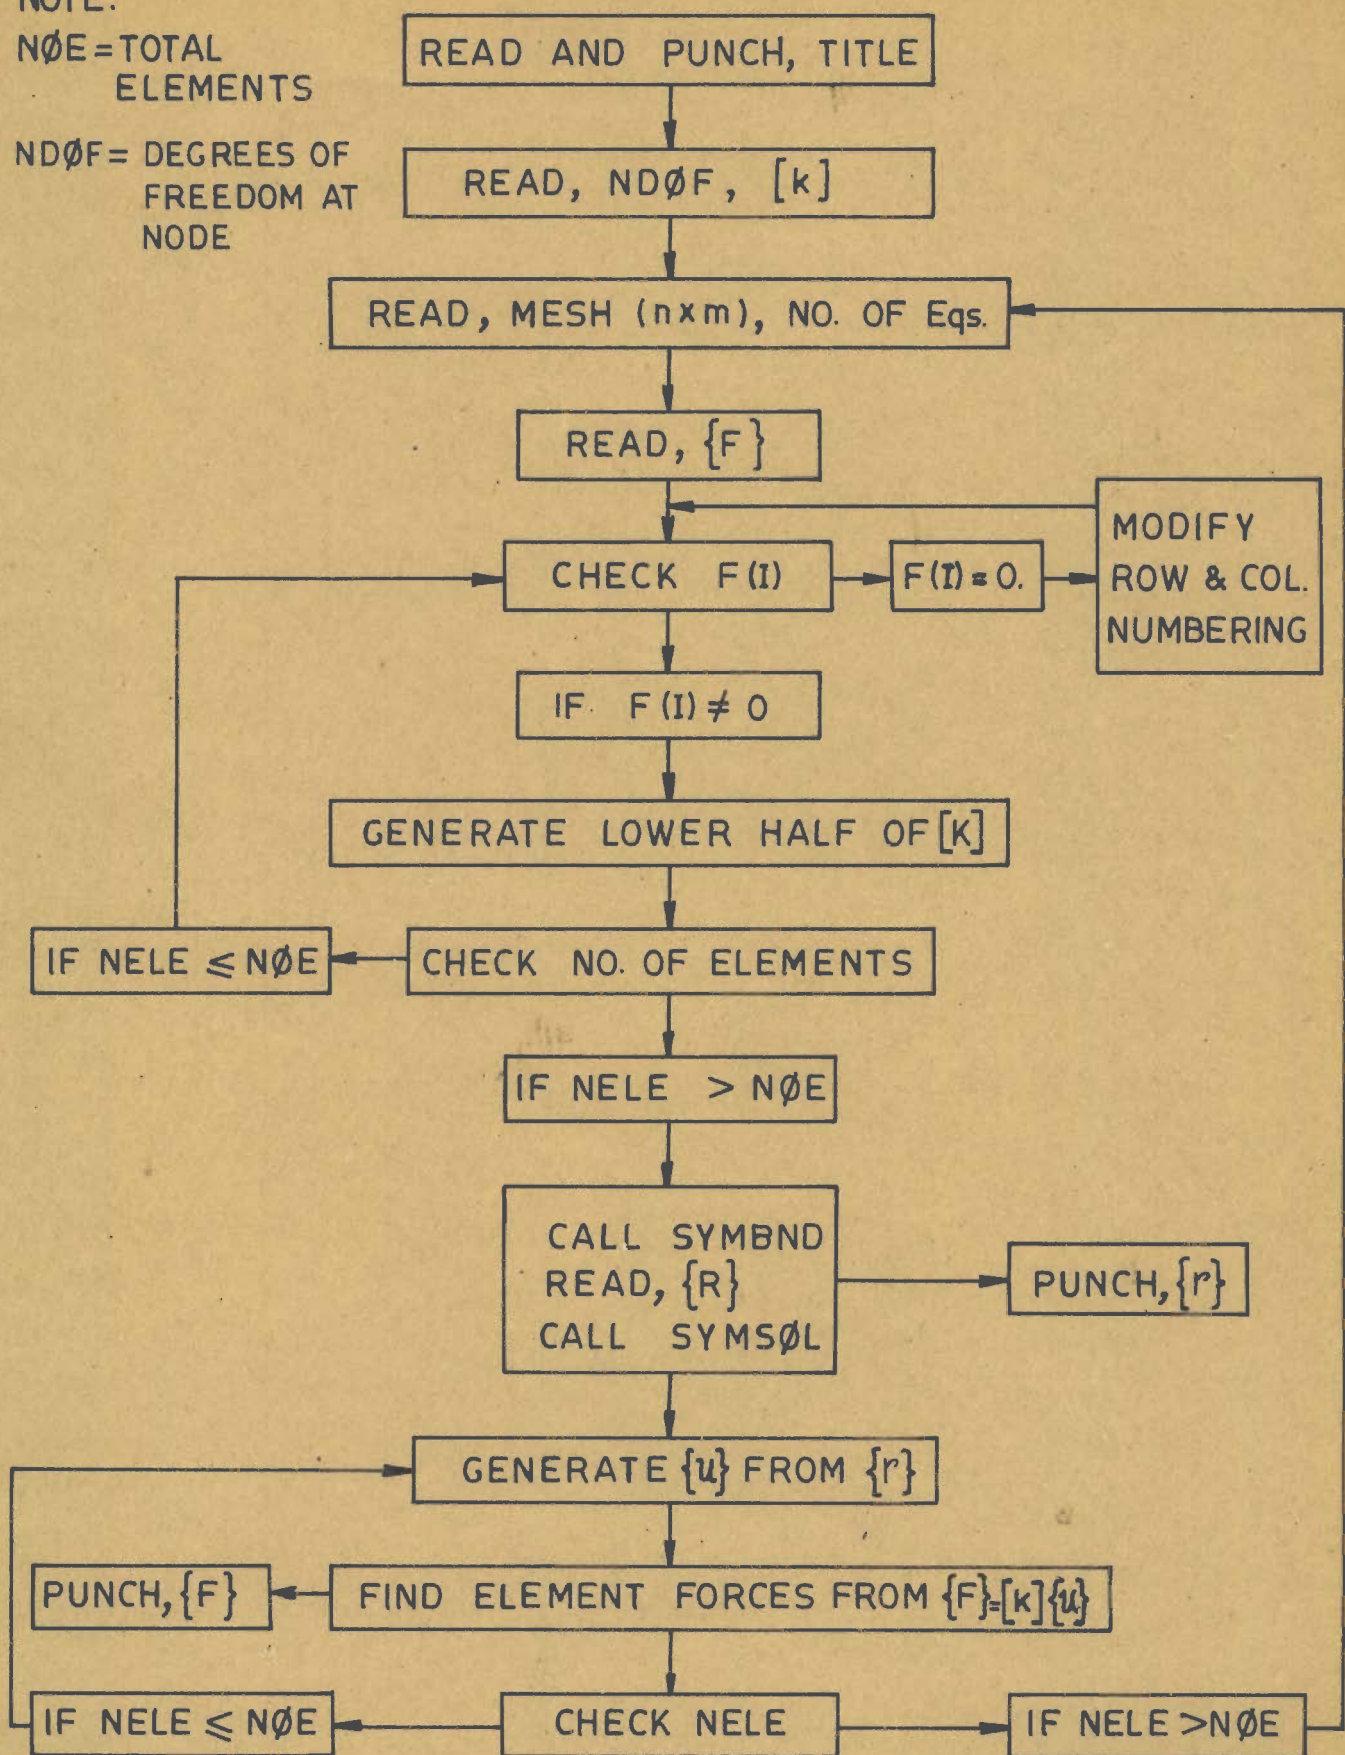 NOTE:
NØE = TOTAL
ELEMENTS
NDØF = DEGREES OF
FREEDOM AT
NODE
READ AND PUNCH, TITLE
READ, NDØF, [k]
READ, MESH (n×m), NO. OF Eqs.
READ, {F}
CHECK F(I)
F(I) = 0.
MODIFY
ROW & COL.
NUMBERING
IF F(I) ≠ 0
GENERATE LOWER HALF OF [K]
IF NELE ≤ NØE
CHECK NO. OF ELEMENTS
IF NELE > NØE
CALL SYMBND
READ, {R}
CALL SYMSØL
PUNCH, {r}
GENERATE {u} FROM {r}
PUNCH, {F}
FIND ELEMENT FORCES FROM {F}=[k]{u}
IF NELE ≤ NØE
CHECK NELE
IF NELE >NØE